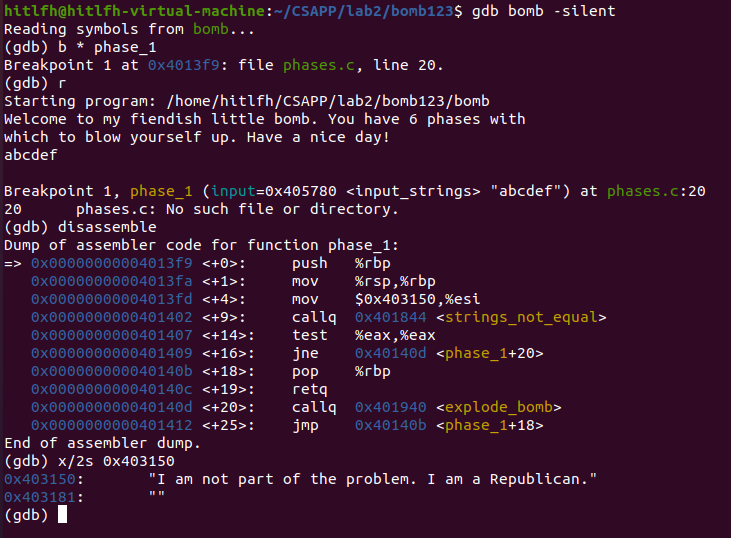 hitlfh@hitlfh-virtual-machine:~/CSAPP/lab2/bomb123$ gdb bomb -silent
Reading symbols from bomb...
(gdb) b * phase_1
Breakpoint 1 at 0x4013f9: file phases.c, line 20.
(gdb) r
Starting program: /home/hitlfh/CSAPP/lab2/bomb123/bomb
Welcome to my fiendish little bomb. You have 6 phases with
which to blow yourself up. Have a nice day!
abcdef

Breakpoint 1, phase_1 (input=0x405780 <input_strings> "abcdef") at phases.c:20
20      phases.c: No such file or directory.
(gdb) disassemble
Dump of assembler code for function phase_1:
=> 0x00000000004013f9 <+0>:     push   %rbp
   0x00000000004013fa <+1>:     mov    %rsp,%rbp
   0x00000000004013fd <+4>:     mov    $0x403150,%esi
   0x0000000000401402 <+9>:     callq  0x401844 <strings_not_equal>
   0x0000000000401407 <+14>:    test   %eax,%eax
   0x0000000000401409 <+16>:    jne    0x40140d <phase_1+20>
   0x000000000040140b <+18>:    pop    %rbp
   0x000000000040140c <+19>:    retq
   0x000000000040140d <+20>:    callq  0x401940 <explode_bomb>
   0x0000000000401412 <+25>:    jmp    0x40140b <phase_1+18>
End of assembler dump.
(gdb) x/2s 0x403150
0x403150:       "I am not part of the problem. I am a Republican."
0x403181:       ""
(gdb)